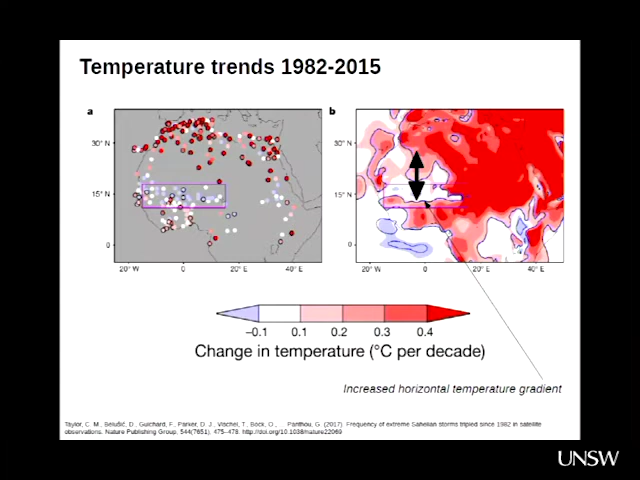 Temperature trends 1982-2015
a
b
30° N
15° N
0
20° W
0
20° E
40° E
30° N
15° N
0
20° W
0
20° E
40° E
–0.1
0.1
0.2
0.3
0.4
Change in temperature (°C per decade)
Increased horizontal temperature gradient
Taylor, C. M., Belušić, D., Guichard, F., Parker, D. J., Vischel, T., Bock, O., … Panthou, G. (2017). Frequency of extreme Sahelian storms tripled since 1982 in satellite
observations. Nature Publishing Group, 544(7651), 475–478. http://doi.org/10.1038/nature22069
UNSW